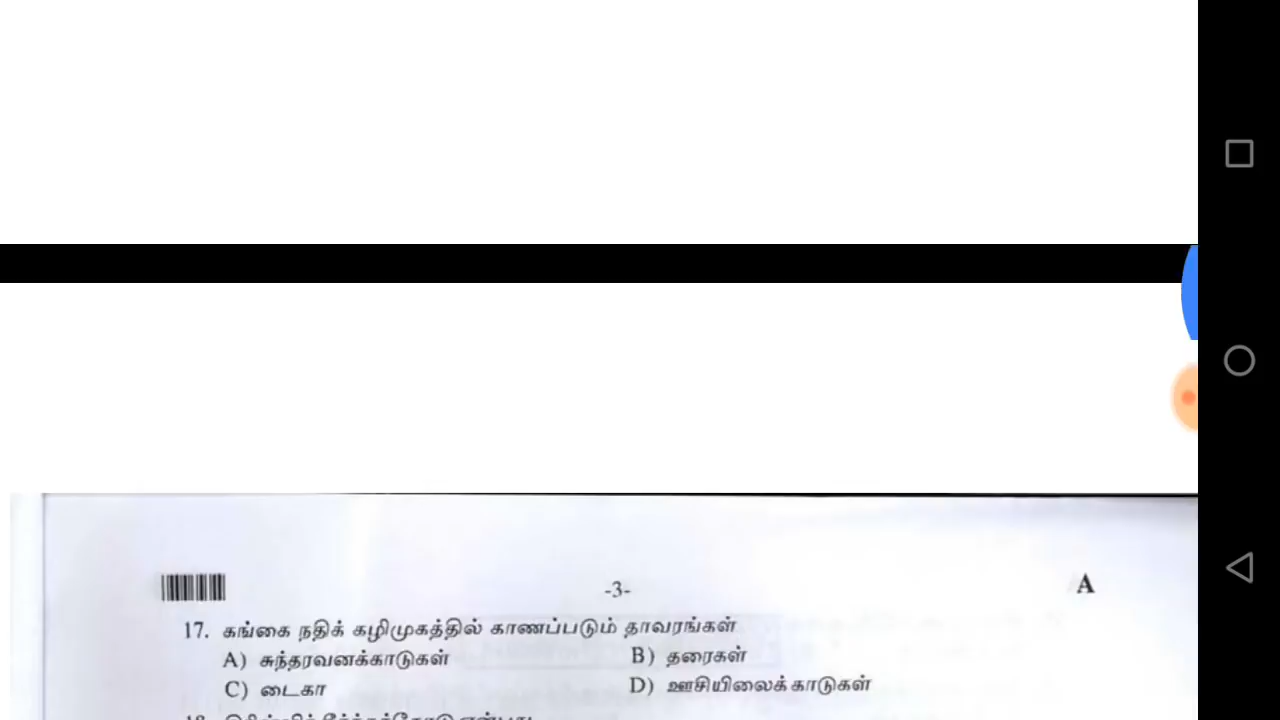 -3-
A
17. கங்கை நதிக் கழிமுகத்தில் காணப்படும் தாவரங்கள்
A) சுந்தரவனக்காடுகள்
B) தரைகள்
C) டைகா
D) ஊசியிலைக் காடுகள்